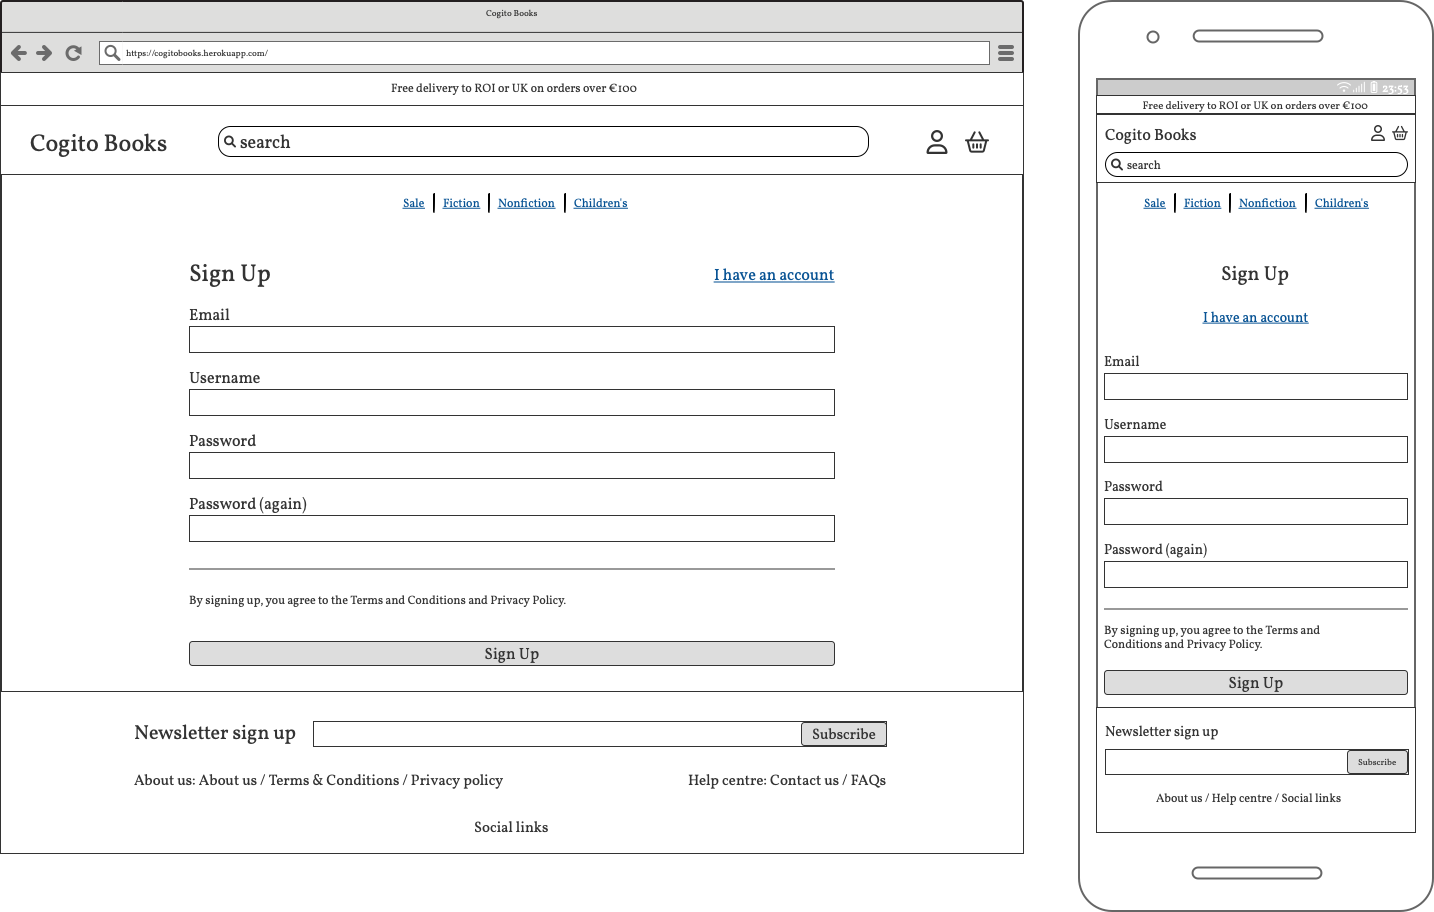 Cogito Books
https://cogitobooks.herokuapp.com/
Free delivery to ROI or UK on orders over €100
Cogito Books
search
Sale
Fiction
Nonfiction
Children's
Sign Up
I have an account
Email
Username
Password
Password (again)
By signing up, you agree to the Terms and Conditions and Privacy Policy.
Sign Up
Newsletter sign up
Subscribe
About us: About us / Terms & Conditions / Privacy policy
Help centre: Contact us / FAQs
Social links
23:53
Free delivery to ROI or UK on orders over €100
Cogito Books
search
Sale
Fiction
Nonfiction
Children's
Sign Up
I have an account
Email
Username
Password
Password (again)
By signing up, you agree to the Terms and
Conditions and Privacy Policy.
Sign Up
Newsletter sign up
Subscribe
About us / Help centre / Social links